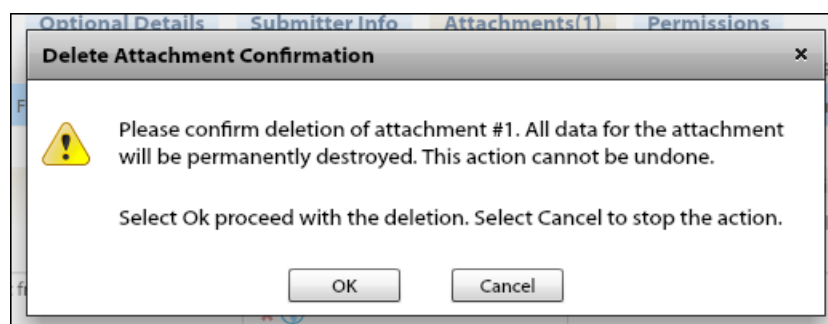 Optional Details Submitter Info Attachments(1) Permissions
Delete Attachment Confirmation ×
Please confirm deletion of attachment #1. All data for the attachment
will be permanently destroyed. This action cannot be undone.
Select Ok proceed with the deletion. Select Cancel to stop the action.
OK Cancel